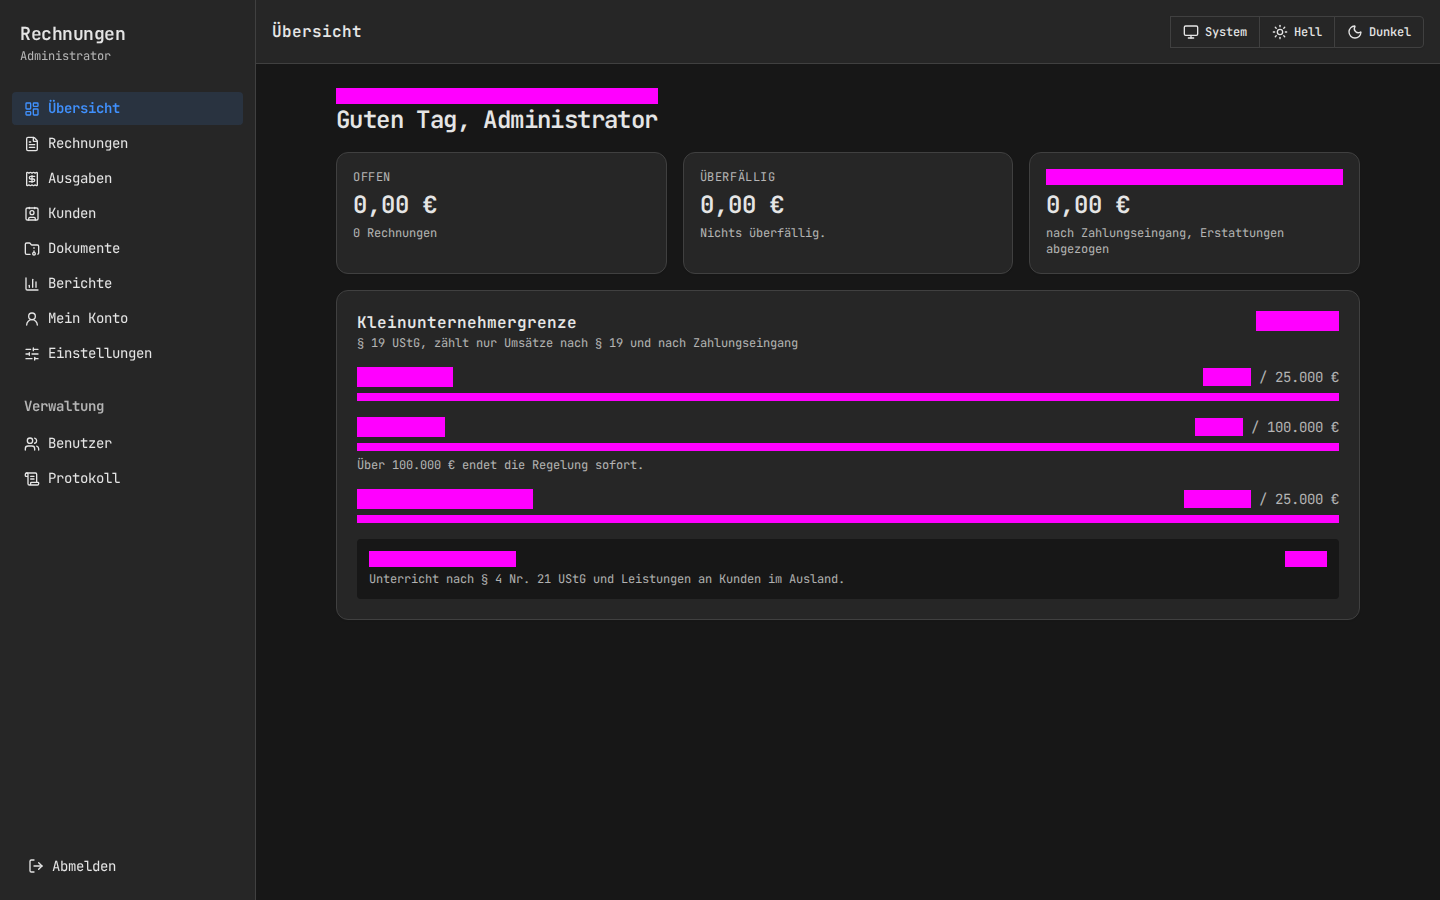 Rechnungen
Administrator
Übersicht
Rechnungen
Ausgaben
Kunden
Dokumente
Berichte
Mein Konto
Einstellungen
Verwaltung
Benutzer
Protokoll
Abmelden
Übersicht
System
Hell
Dunkel
Guten Tag, Administrator
OFFEN
0,00 €
0 Rechnungen
ÜBERFÄLLIG
0,00 €
Nichts überfällig.
0,00 €
nach Zahlungseingang, Erstattungen
abgezogen
Kleinunternehmergrenze
§ 19 UStG, zählt nur Umsätze nach § 19 und nach Zahlungseingang
/ 25.000 €
/ 100.000 €
Über 100.000 € endet die Regelung sofort.
/ 25.000 €
Unterricht nach § 4 Nr. 21 UStG und Leistungen an Kunden im Ausland.